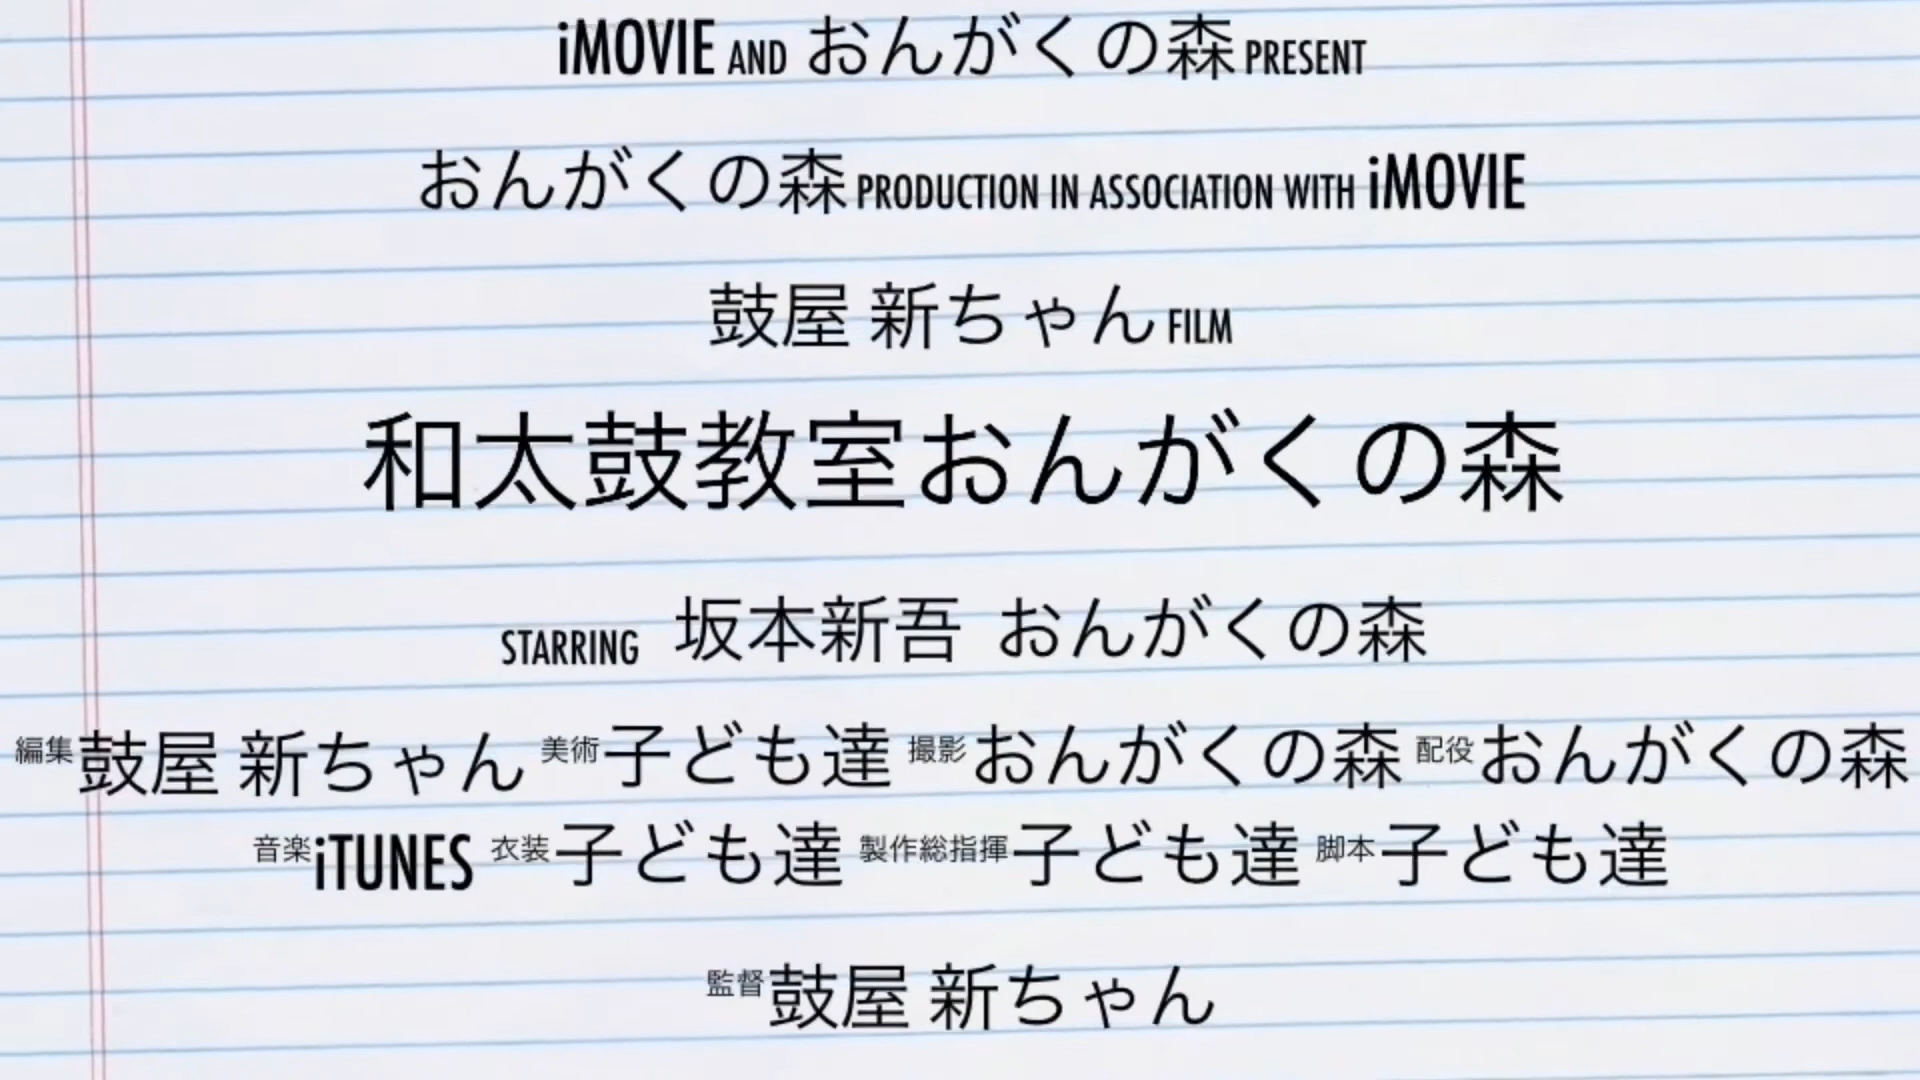 iMOVIE AND おんがくの森 PRESENT
おんがくの森 PRODUCTION IN ASSOCIATION WITH iMOVIE
鼓屋 新ちゃん FILM
和太鼓教室おんがくの森
STARRING 坂本新吾 おんがくの森
編集 鼓屋 新ちゃん 美術 子ども達 撮影 おんがくの森 配役 おんがくの森
音楽 iTUNES 衣装 子ども達 製作総指揮 子ども達 脚本 子ども達
監督 鼓屋 新ちゃん